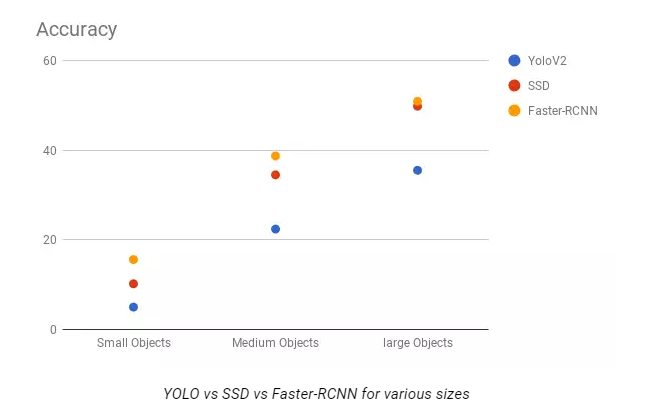 Accuracy
60
40
20
0
Small Objects
Medium Objects
large Objects
YoloV2
SSD
Faster-RCNN
YOLO vs SSD vs Faster-RCNN for various sizes